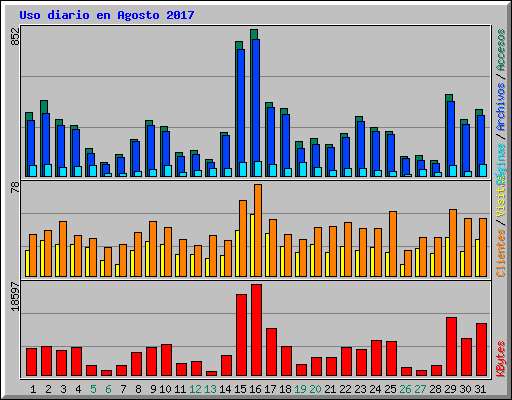 Uso diario en Agosto 2017
852
78
18597
Accesos / Archivos / Páginas
Visitas / Clientes
KBytes
1 2 3 4 5 6 7 8 9 10 11 12 13 14 15 16 17 18 19 20 21 22 23 24 25 26 27 28 29 30 31